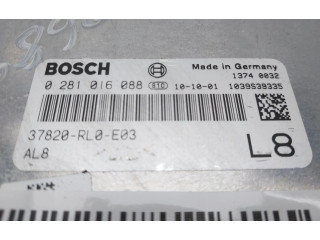 BOSCH
Made in Germany
1374 0032
0 281 016 088 10-10-01 1039S39335
37820-RL0-E03
AL8
L8